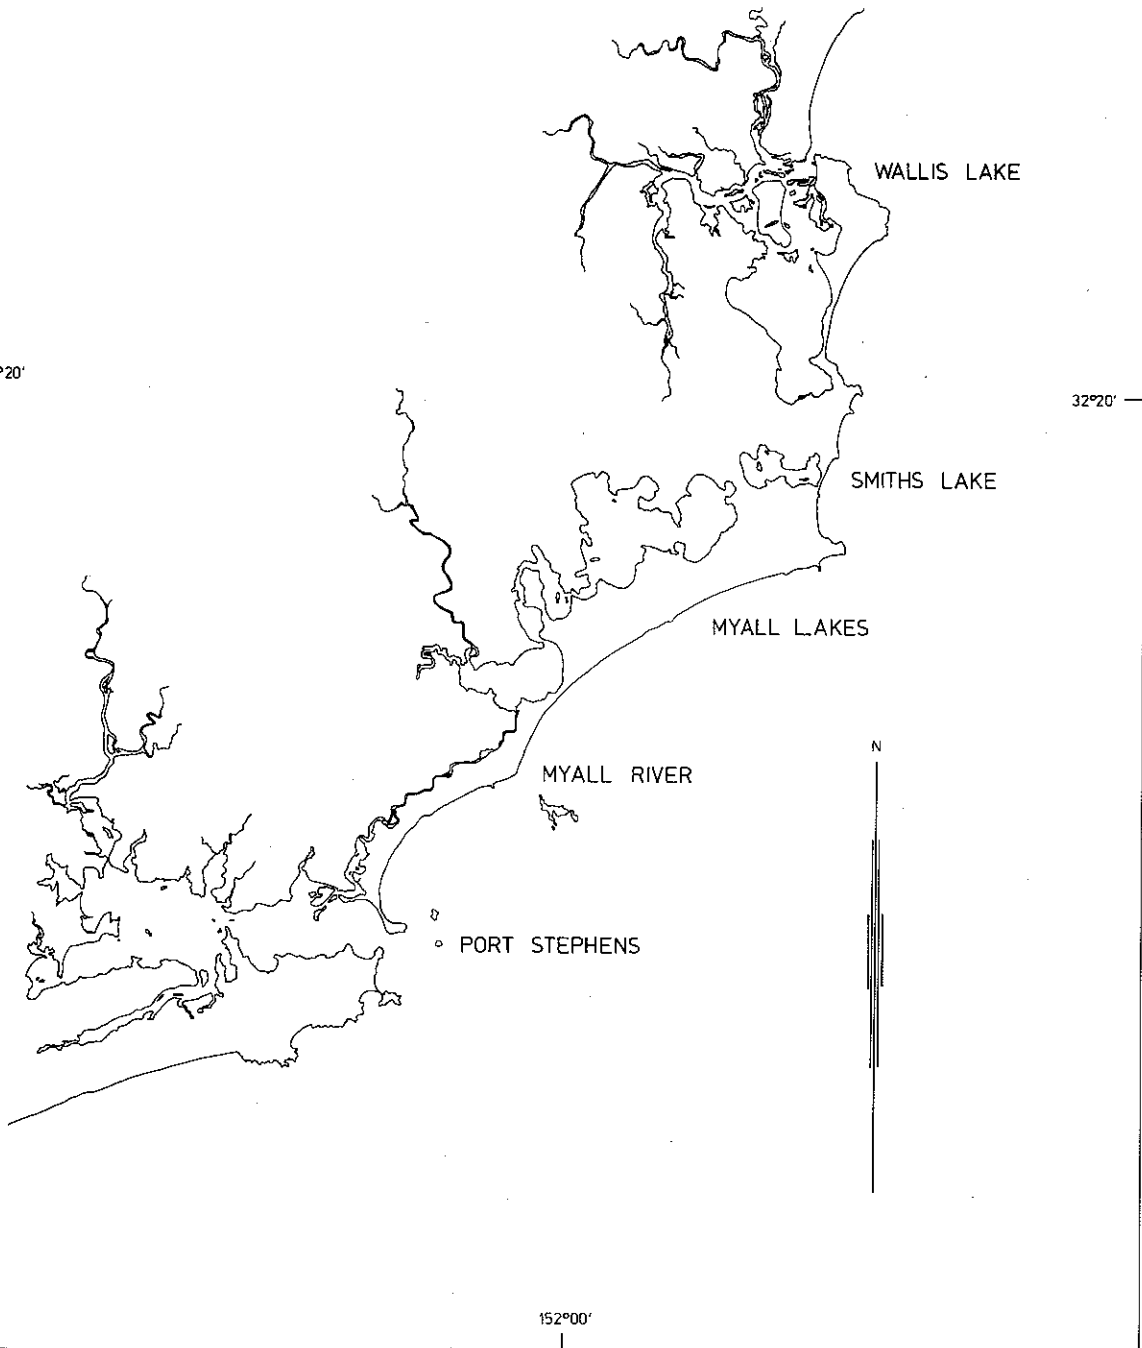 WALLIS LAKE
°20'
32°20'
SMITHS LAKE
MYALL LAKES
N
MYALL RIVER
PORT STEPHENS
152°00'